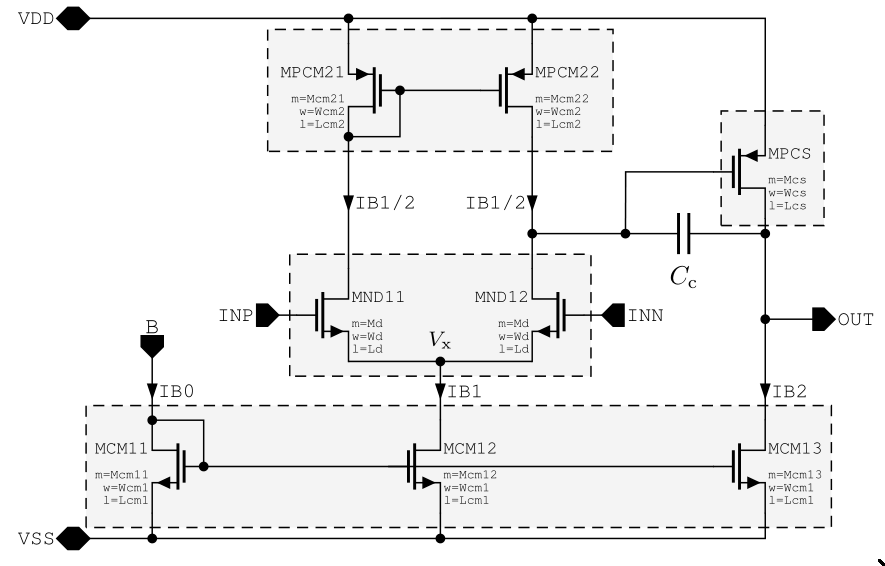 VDD
MPCM21
m=Mcm21
w=Wcm2
l=Lcm2
MPCM22
m=Mcm22
w=Wcm2
l=Lcm2
MPCS
m=Mcs
w=Wcs
l=Lcs
IB1/2
IB1/2
Cc
MND11
m=Md
w=Wd
l=Ld
MND12
m=Md
w=Wd
l=Ld
INP
INN
OUT
Vx
B
IB0
IB1
IB2
MCM11
m=Mcm11
w=Wcm1
l=Lcm1
MCM12
m=Mcm12
w=Wcm1
l=Lcm1
MCM13
m=Mcm13
w=Wcm1
l=Lcm1
VSS